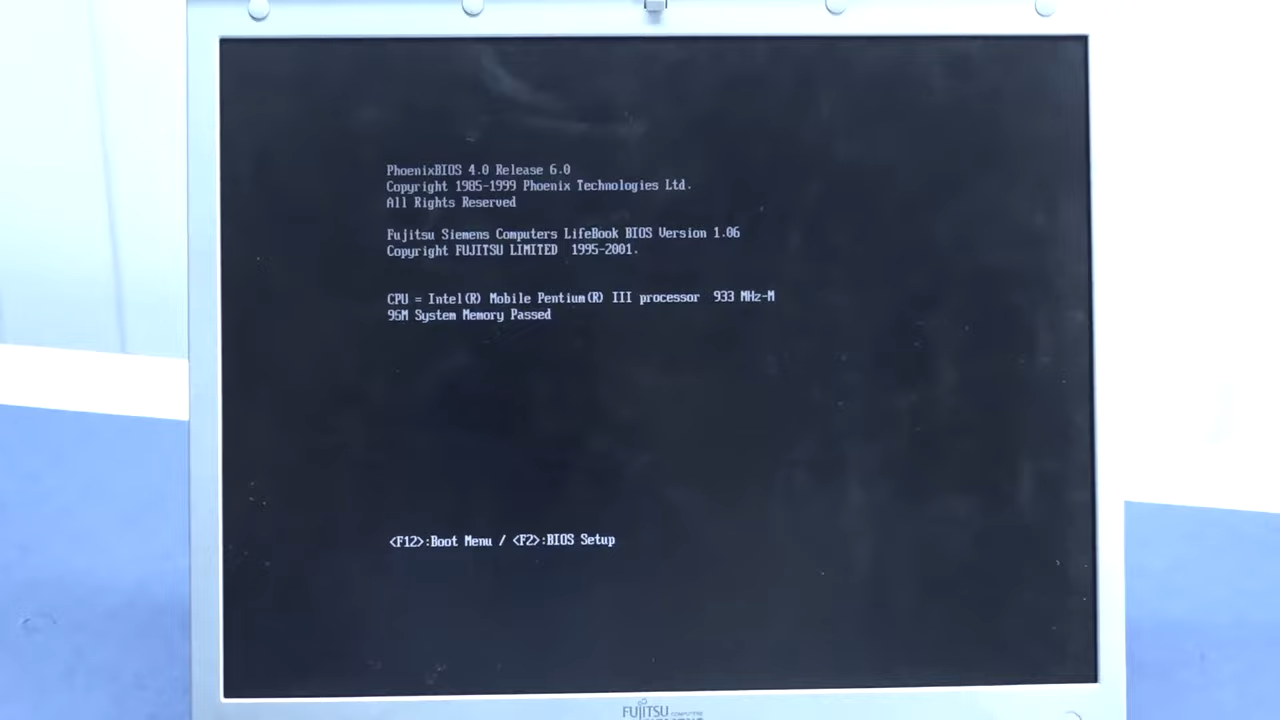 PhoenixBIOS 4.0 Release 6.0
Copyright 1985-1999 Phoenix Technologies Ltd.
All Rights Reserved
Fujitsu Siemens Computers LifeBook BIOS Version 1.06
Copyright FUJITSU LIMITED 1995-2001.
CPU = Intel(R) Mobile Pentium(R) III processor 933 MHz-M
96M System Memory Passed
<F12>:Boot Menu / <F2>:BIOS Setup
FUJITSU COMPUTERS